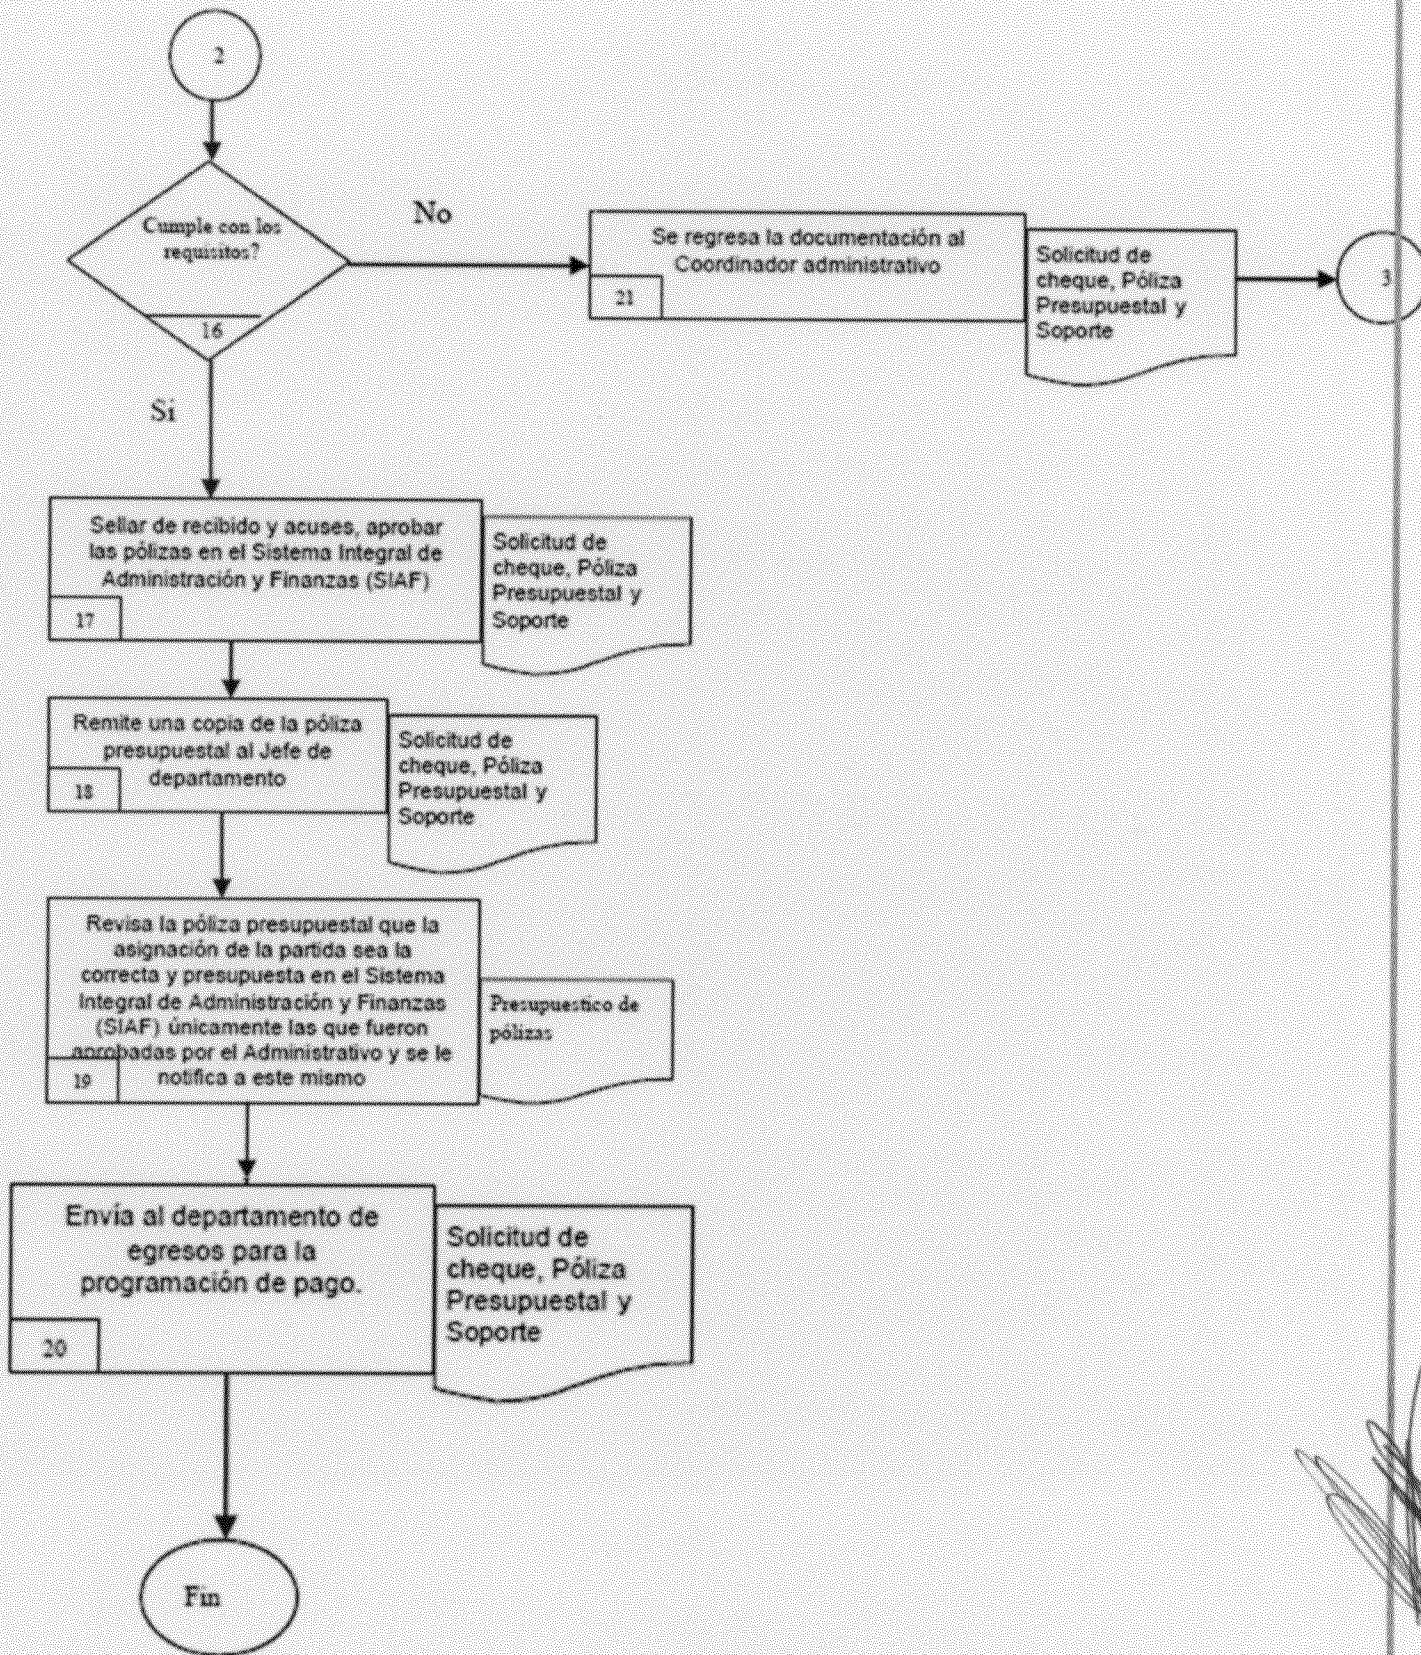 2
Cumple con los
requisitos?
16
No
Se regresa la documentación al
Coordinador administrativo
21
Solicitud de
cheque, Póliza
Presupuestal y
Soporte
3
Si
Sellar de recibido y acuses, aprobar
las pólizas en el Sistema Integral de
Administración y Finanzas (SIAF)
17
Solicitud de
cheque, Póliza
Presupuestal y
Soporte
Remite una copia de la póliza
presupuestal al Jefe de
departamento
18
Solicitud de
cheque, Póliza
Presupuestal y
Soporte
Revisa la póliza presupuestal que la
asignación de la partida sea la
correcta y presupuesta en el Sistema
Integral de Administración y Finanzas
(SIAF) únicamente las que fueron
aprobadas por el Administrativo y se le
notifica a este mismo
19
Presupuestico de
pólizas
Envía al departamento de
egresos para la
programación de pago.
20
Solicitud de
cheque, Póliza
Presupuestal y
Soporte
Fin